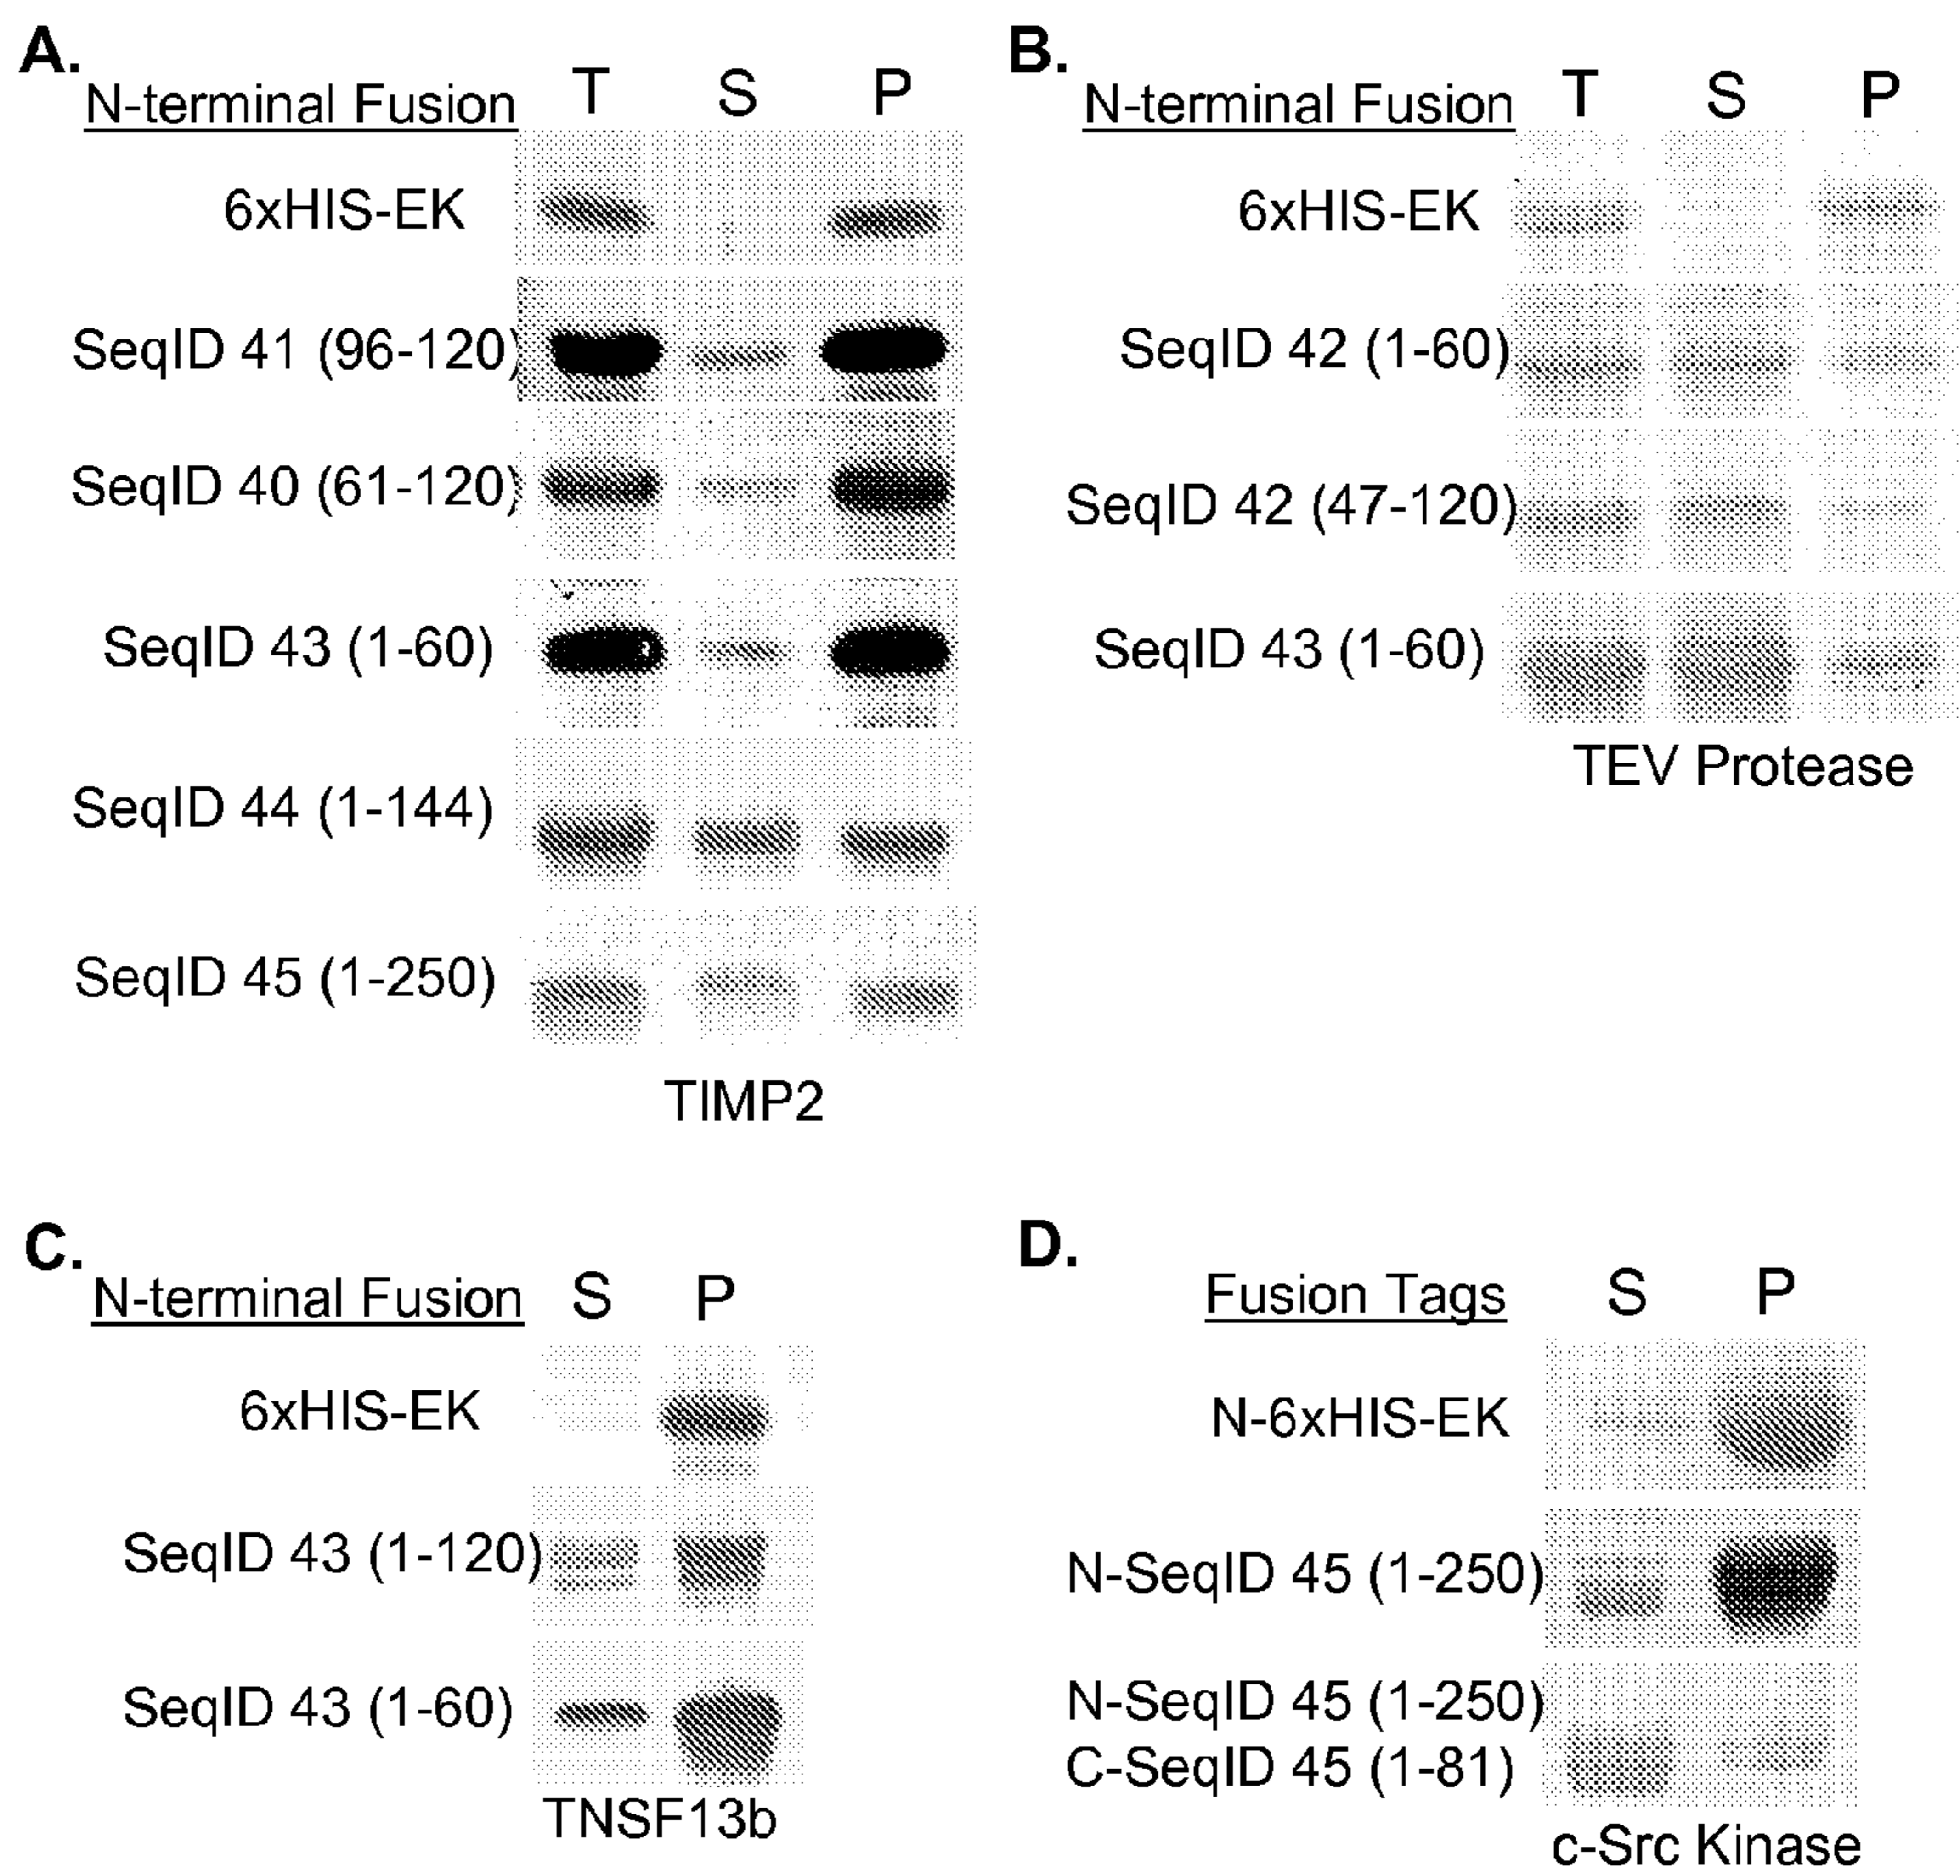 A.
N-terminal Fusion T S P
6xHIS-EK
SeqID 41 (96-120)
SeqID 40 (61-120)
SeqID 43 (1-60)
SeqID 44 (1-144)
SeqID 45 (1-250)
TIMP2
B.
N-terminal Fusion T S P
6xHIS-EK
SeqID 42 (1-60)
SeqID 42 (47-120)
SeqID 43 (1-60)
TEV Protease
C.
N-terminal Fusion S P
6xHIS-EK
SeqID 43 (1-120)
SeqID 43 (1-60)
TNSF13b
D.
Fusion Tags S P
N-6xHIS-EK
N-SeqID 45 (1-250)
N-SeqID 45 (1-250)
C-SeqID 45 (1-81)
c-Src Kinase